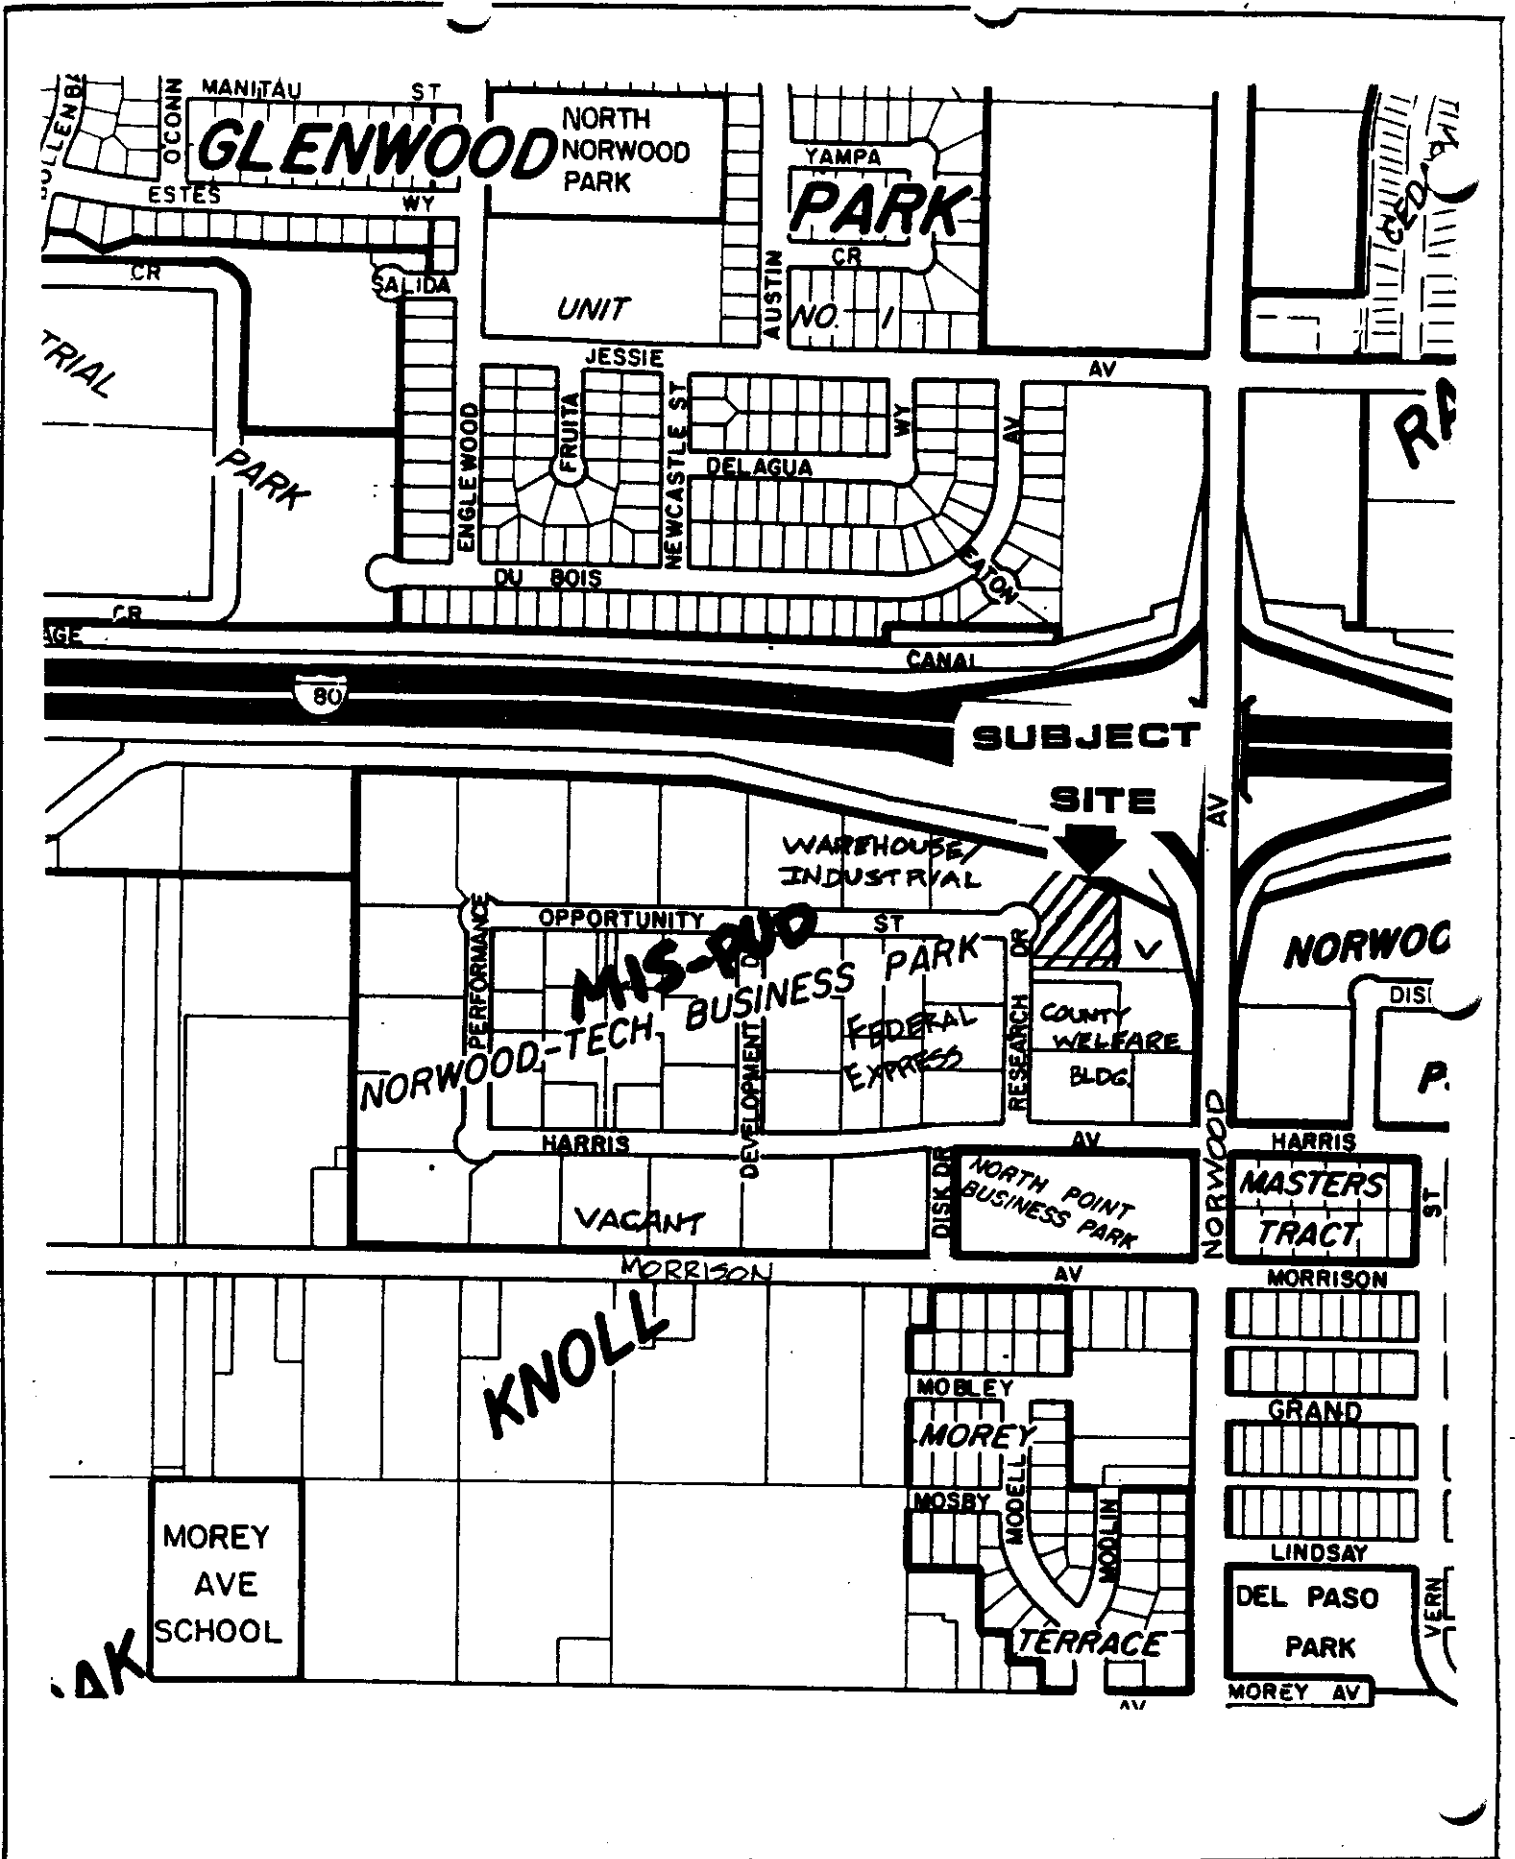 MANITAU ST
O'CONN
GLENWOOD PARK
NORTH
NORWOOD
PARK
YAMPA
ESTES WY
CR
CR
SALIDA
AUSTIN
UNIT NO. 1
JESSIE AV
TRIAL
PARK
ENGLEWOOD
FRUITA
NEWCASTLE ST
WY
AV
DELAGUA
EATON
DU BOIS
CR
AGE
CANAL
80
SUBJECT
SITE
AV
WAREHOUSE/
INDUSTRIAL
OPPORTUNITY ST
PERFORMANCE
MIS-PUD
NORWOOD-TECH BUSINESS PARK
DR
V
NORWOO
DIS
FEDERAL
EXPRESS
RESEARCH
COUNTY
WELFARE
BLDG.
P
DEVELOPMENT
HARRIS AV
HARRIS
NORWOOD
DISK DR
NORTH POINT
BUSINESS PARK
MASTERS
TRACT
ST
VACANT
MORRISON AV
MORRISON
KNOLL
MOBLEY
GRAND
MOREY
MOSBY
MODELL
MODLIN
LINDSAY
MOREY
AVE
SCHOOL
DEL PASO
PARK
VERN
TERRACE
MOREY AV
AV